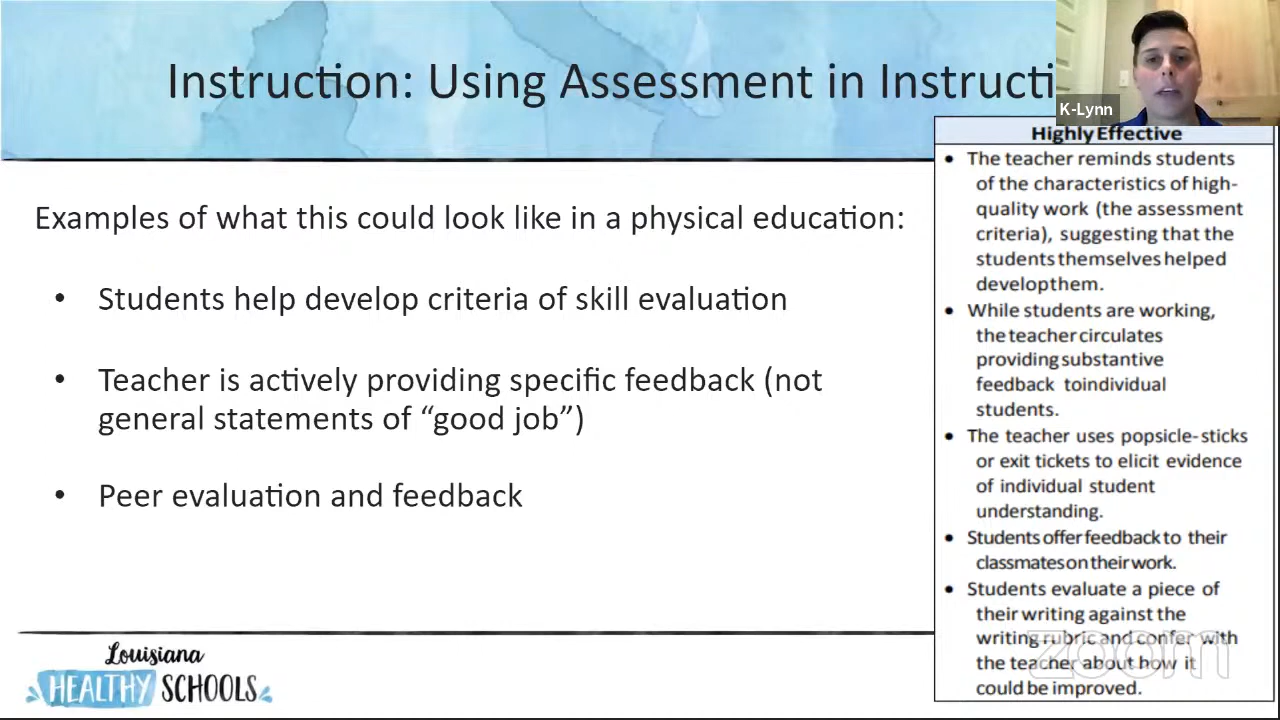 Instruction: Using Assessment in Instructi
K-Lynn
Examples of what this could look like in a physical education:
• Students help develop criteria of skill evaluation
• Teacher is actively providing specific feedback (not
general statements of “good job”)
• Peer evaluation and feedback
Highly Effective
• The teacher reminds students
of the characteristics of high-
quality work (the assessment
criteria), suggesting that the
students themselves helped
developthem.
• While students are working,
the teacher circulates
providing substantive
feedback toindividual
students.
• The teacher uses popsicle-sticks
or exit tickets to elicit evidence
of individual student
understanding.
• Students offer feedback to their
classmates on their work.
• Students evaluate a piece of
their writing against the
writing rubric and confer with
the teacher about how it
could be improved.
zoom
Louisiana
HEALTHY SCHOOLS